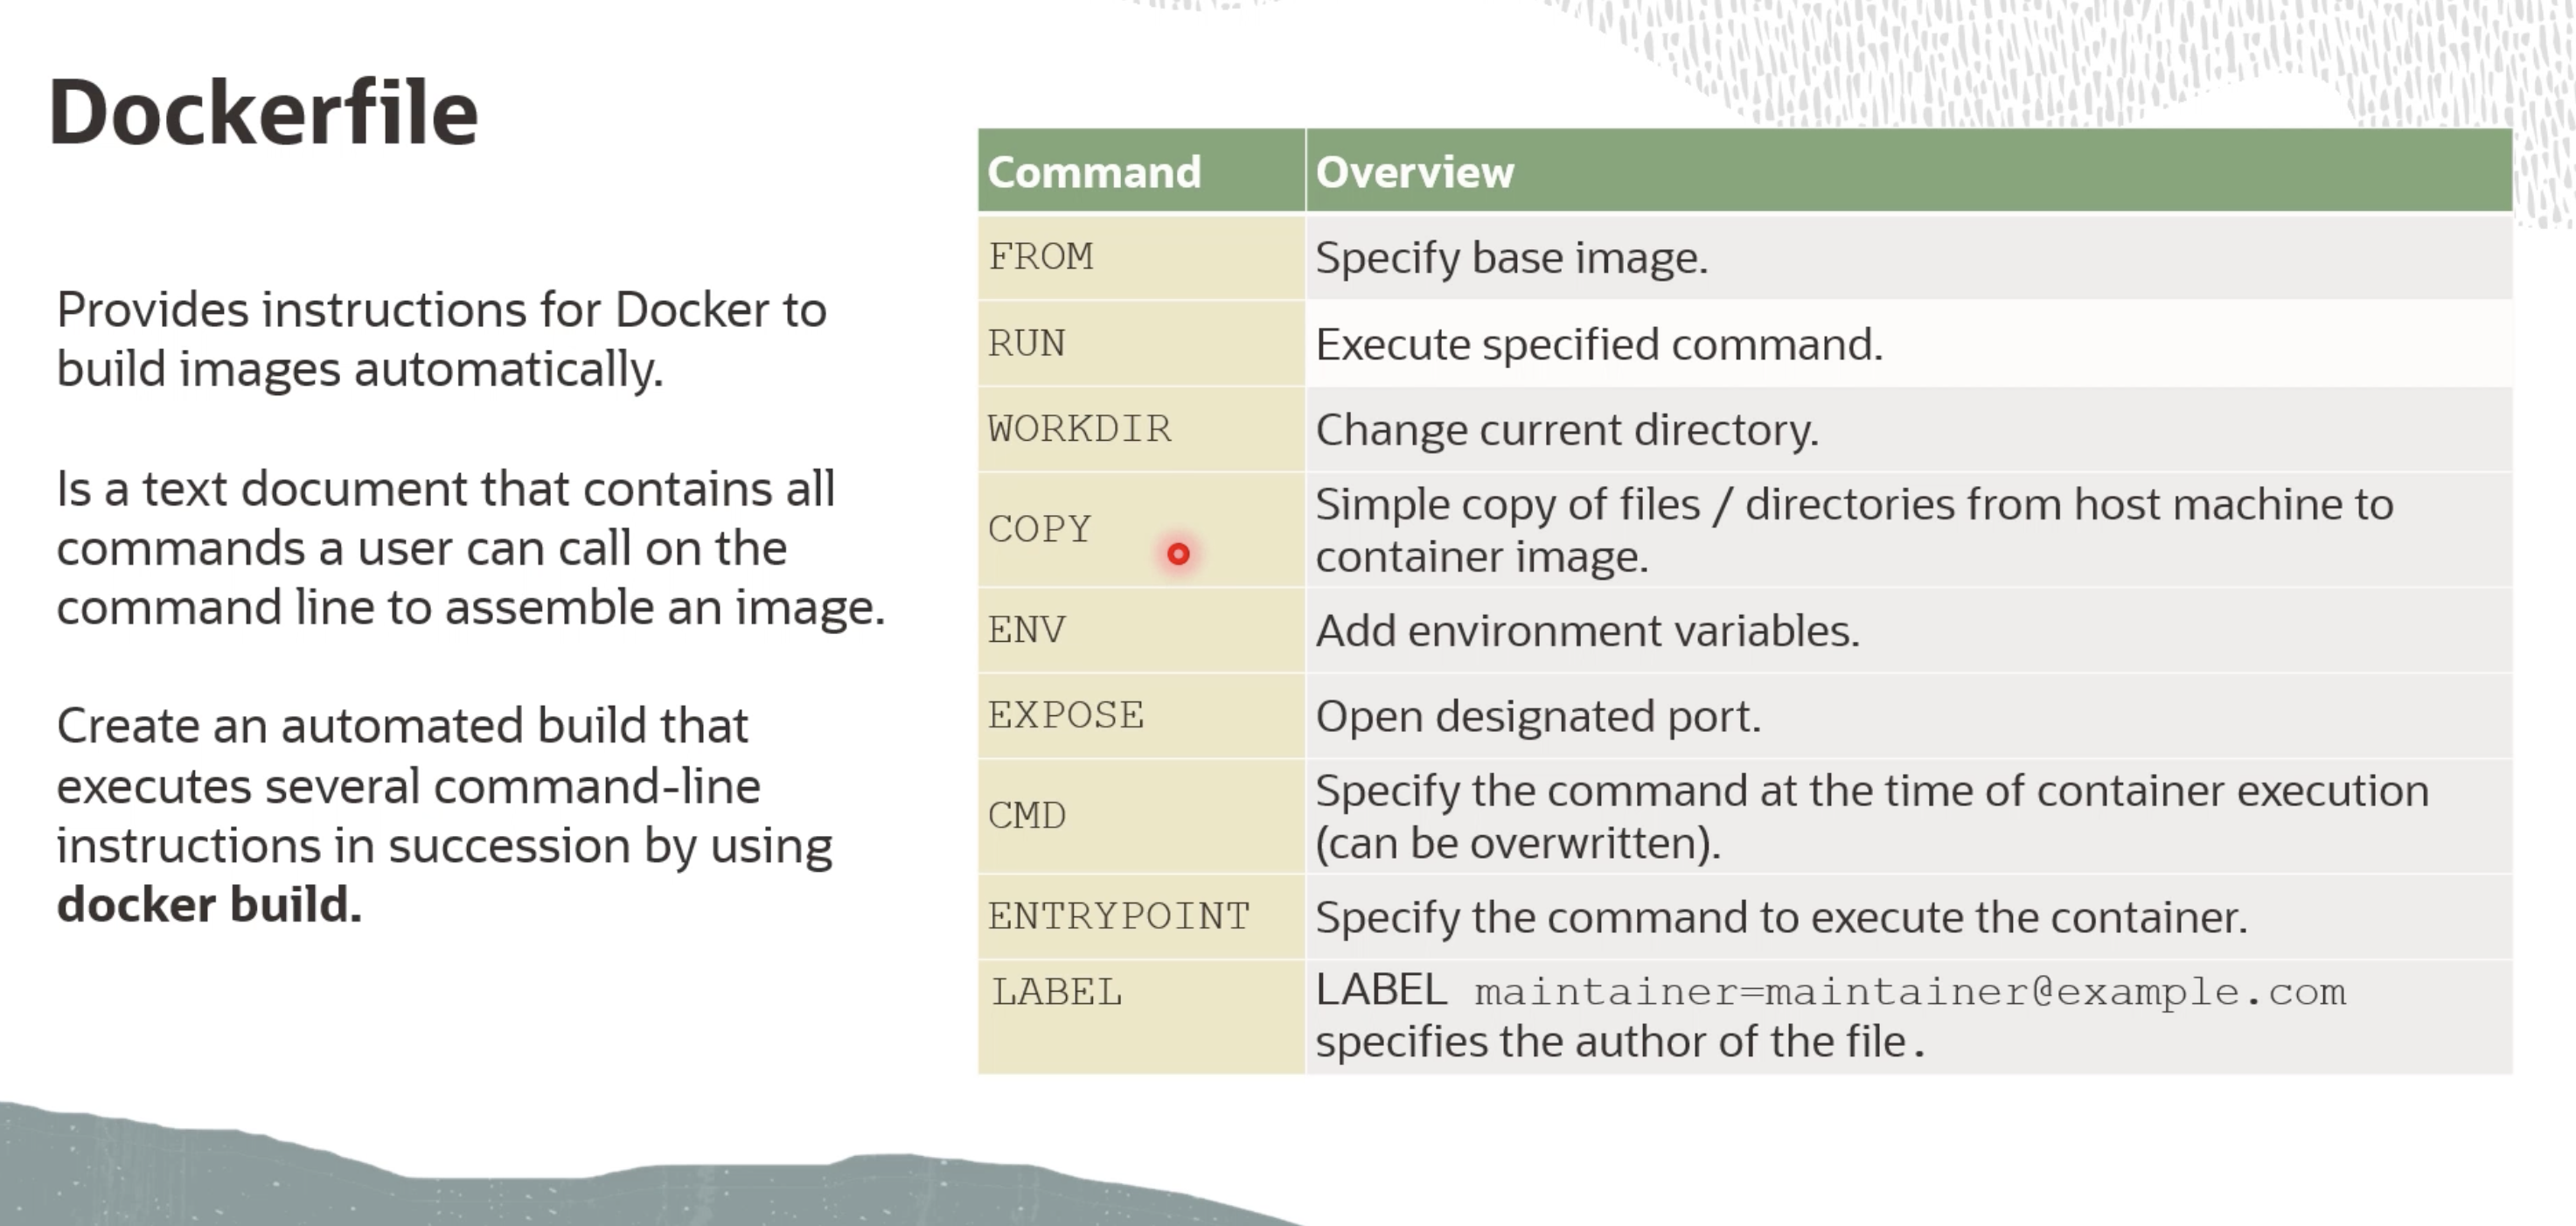 Dockerfile
Provides instructions for Docker to
build images automatically.
Is a text document that contains all
commands a user can call on the
command line to assemble an image.
Create an automated build that
executes several command-line
instructions in succession by using
docker build.
Command Overview
FROM Specify base image.
RUN Execute specified command.
WORKDIR Change current directory.
COPY Simple copy of files / directories from host machine to
container image.
ENV Add environment variables.
EXPOSE Open designated port.
CMD Specify the command at the time of container execution
(can be overwritten).
ENTRYPOINT Specify the command to execute the container.
LABEL LABEL maintainer=maintainer@example.com
specifies the author of the file.